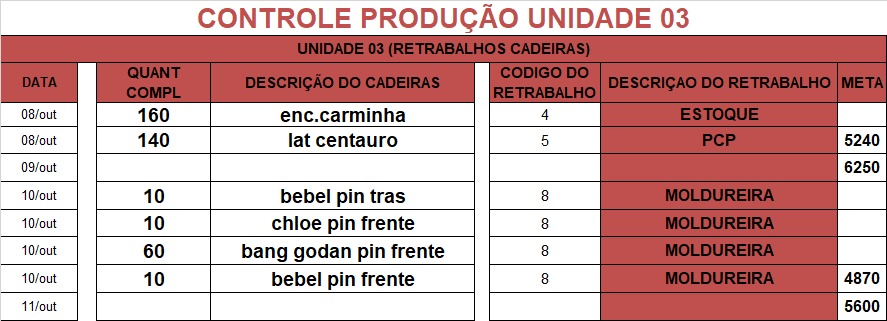 CONTROLE PRODUÇÃO UNIDADE 03
UNIDADE 03 (RETRABALHOS CADEIRAS)
DATA QUANT COMPL DESCRIÇÃO DO CADEIRAS CODIGO DO RETRABALHO DESCRIÇAO DO RETRABALHO META
08/out 160 enc.carminha 4 ESTOQUE
08/out 140 lat centauro 5 PCP 5240
09/out 6250
10/out 10 bebel pin tras 8 MOLDUREIRA
10/out 10 chloe pin frente 8 MOLDUREIRA
10/out 60 bang godan pin frente 8 MOLDUREIRA
10/out 10 bebel pin frente 8 MOLDUREIRA 4870
11/out 5600